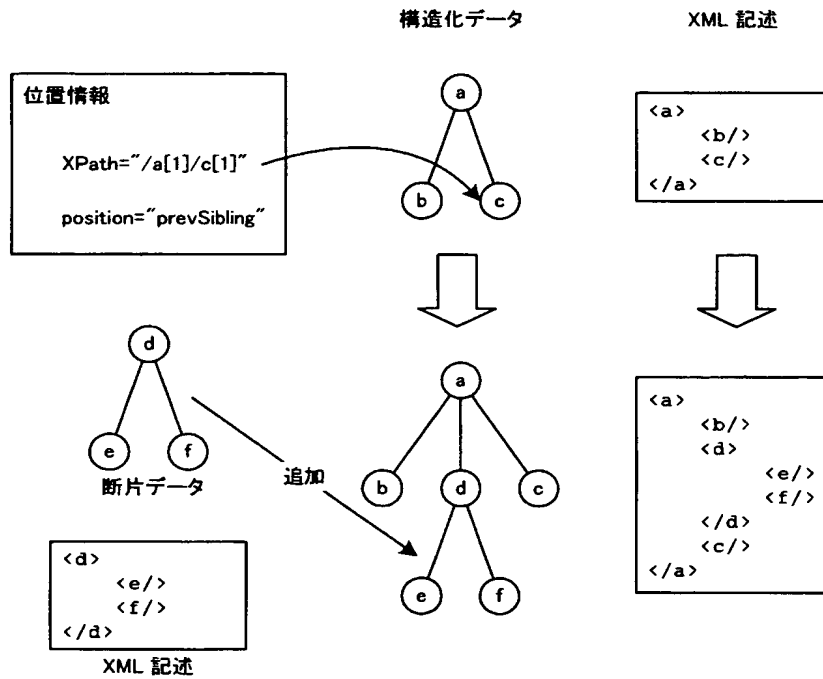 構造化データ
XML 記述
位置情報
XPath="/a[1]/c[1]"
position="prevSibling"
a
b
c
<a>
<b/>
<c/>
</a>
d
e
f
断片データ
追加
<d>
<e/>
<f/>
</d>
XML 記述
a
b
d
c
e
f
<a>
<b/>
<d>
<e/>
<f/>
</d>
<c/>
</a>